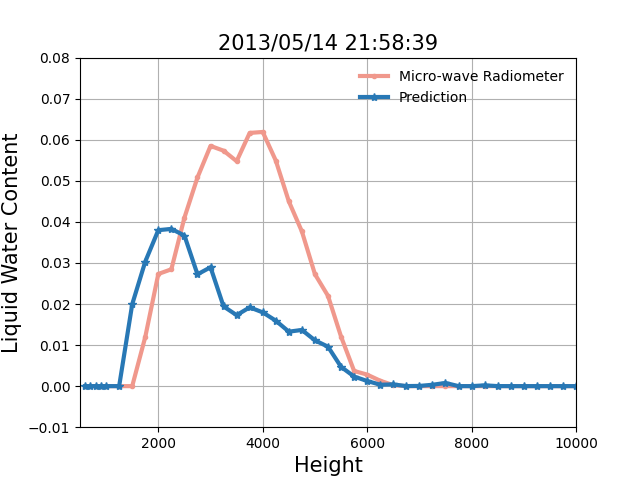 2013/05/14 21:58:39
Micro-wave Radiometer
Prediction
Liquid Water Content
0.08
0.07
0.06
0.05
0.04
0.03
0.02
0.01
0.00
−0.01
2000 4000 6000 8000 10000
Height